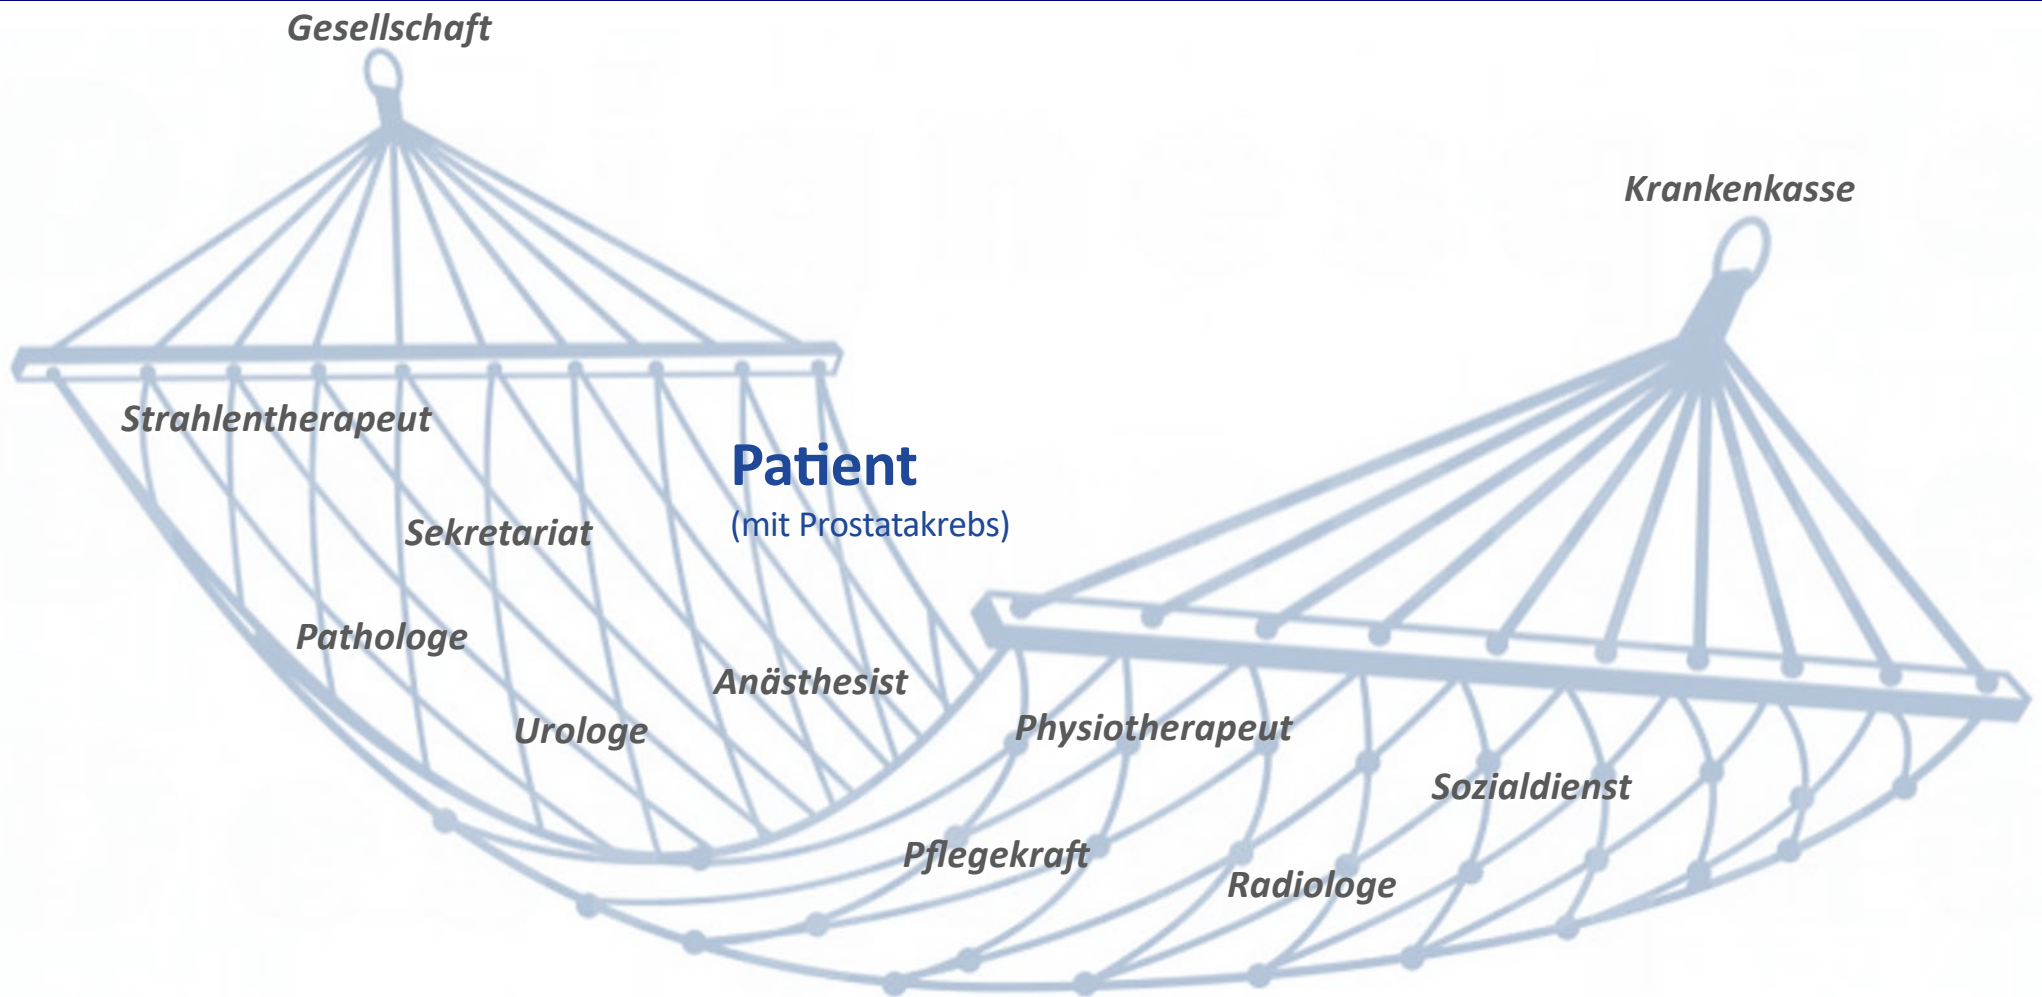 Gesellschaft
Krankenkasse
Strahlentherapeut
Patient
(mit Prostatakrebs)
Sekretariat
Pathologe
Anästhesist
Urologe
Physiotherapeut
Sozialdienst
Pflegekraft
Radiologe